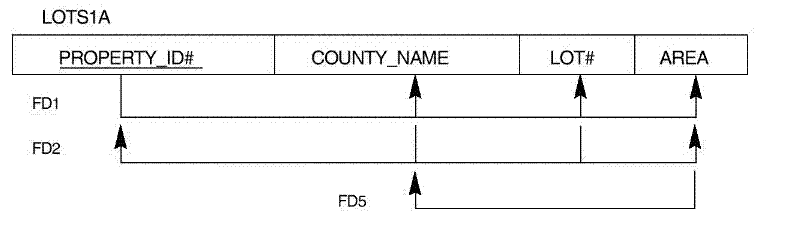 LOTS1A
PROPERTY_ID# COUNTY_NAME LOT# AREA
FD1
FD2
FD5